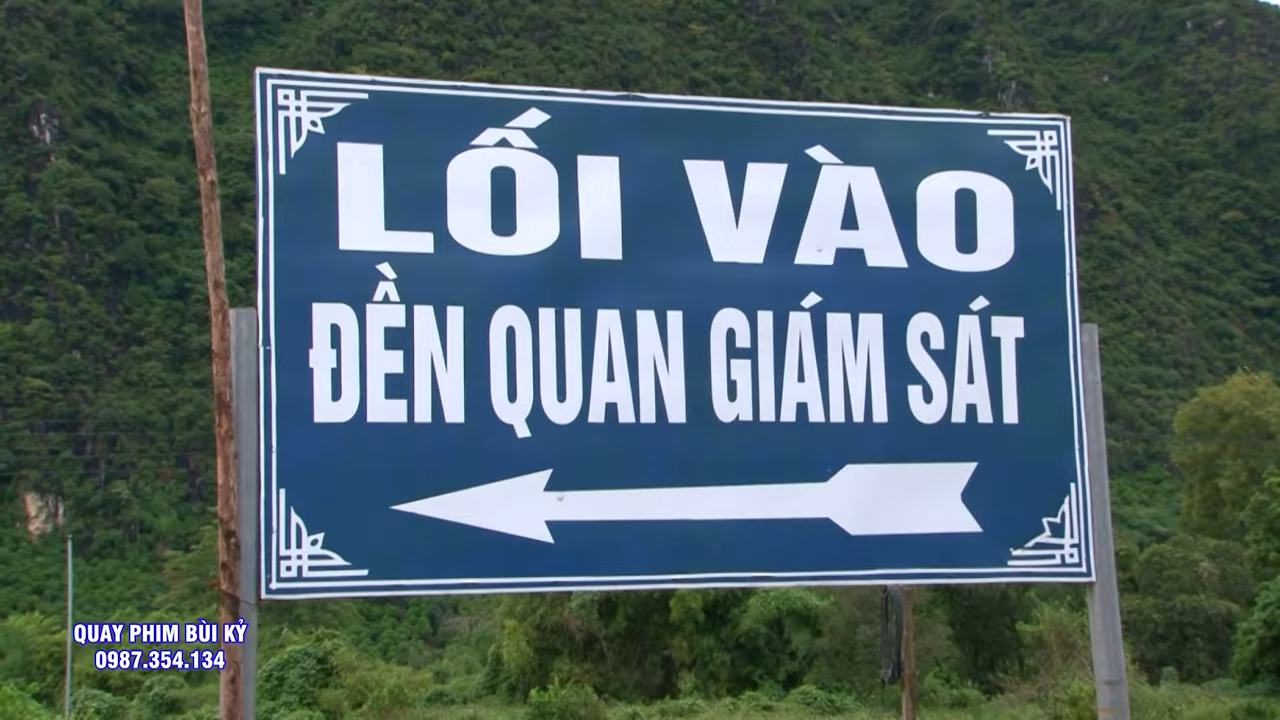 LỐI VÀO
ĐỀN QUAN GIÁM SÁT
QUAY PHIM BÙI KỶ
0987.354.134